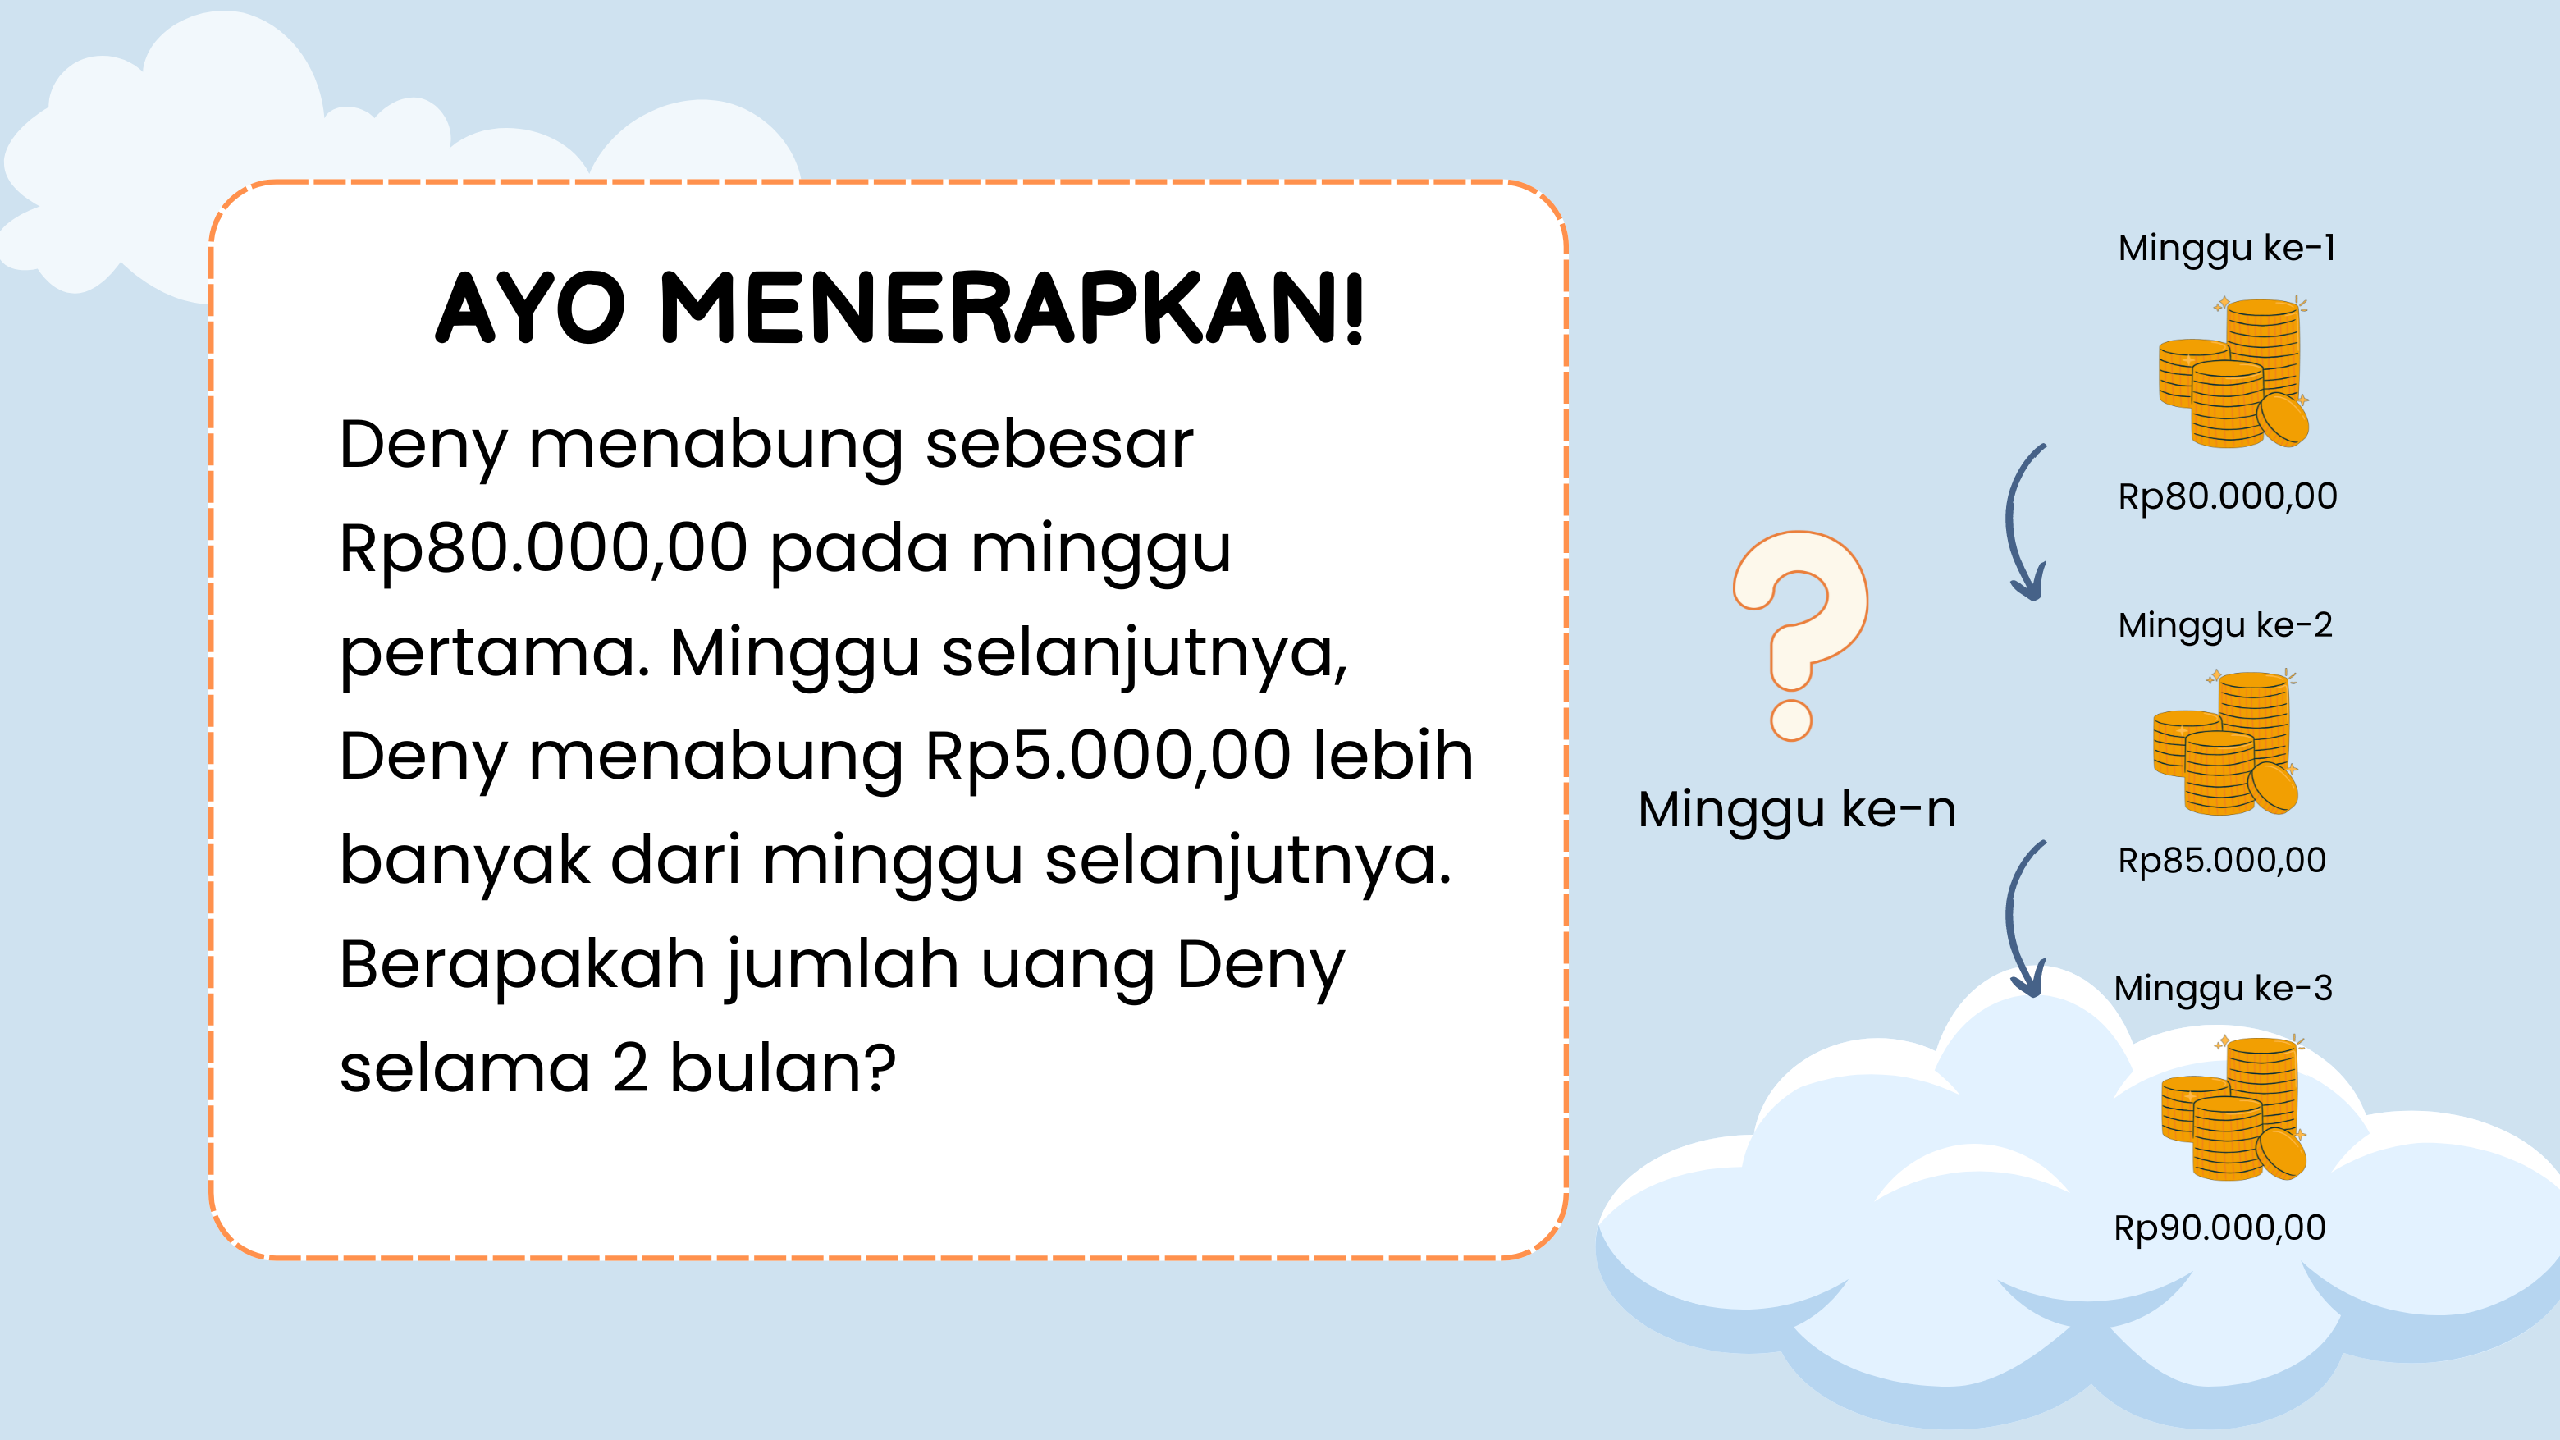 AYO MENERAPKAN!
Deny menabung sebesar
Rp80.000,00 pada minggu
pertama. Minggu selanjutnya,
Deny menabung Rp5.000,00 lebih
banyak dari minggu selanjutnya.
Berapakah jumlah uang Deny
selama 2 bulan?
?
Minggu ke-n
Minggu ke-1
Rp80.000,00
Minggu ke-2
Rp85.000,00
Minggu ke-3
Rp90.000,00